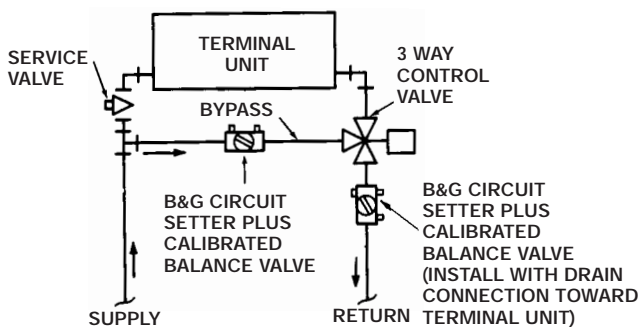 SERVICE
VALVE
TERMINAL
UNIT
3 WAY
CONTROL
VALVE
BYPASS
B&G CIRCUIT
SETTER PLUS
CALIBRATED
BALANCE VALVE
B&G CIRCUIT
SETTER PLUS
CALIBRATED
BALANCE VALVE
(INSTALL WITH DRAIN
CONNECTION TOWARD
TERMINAL UNIT)
SUPPLY
RETURN